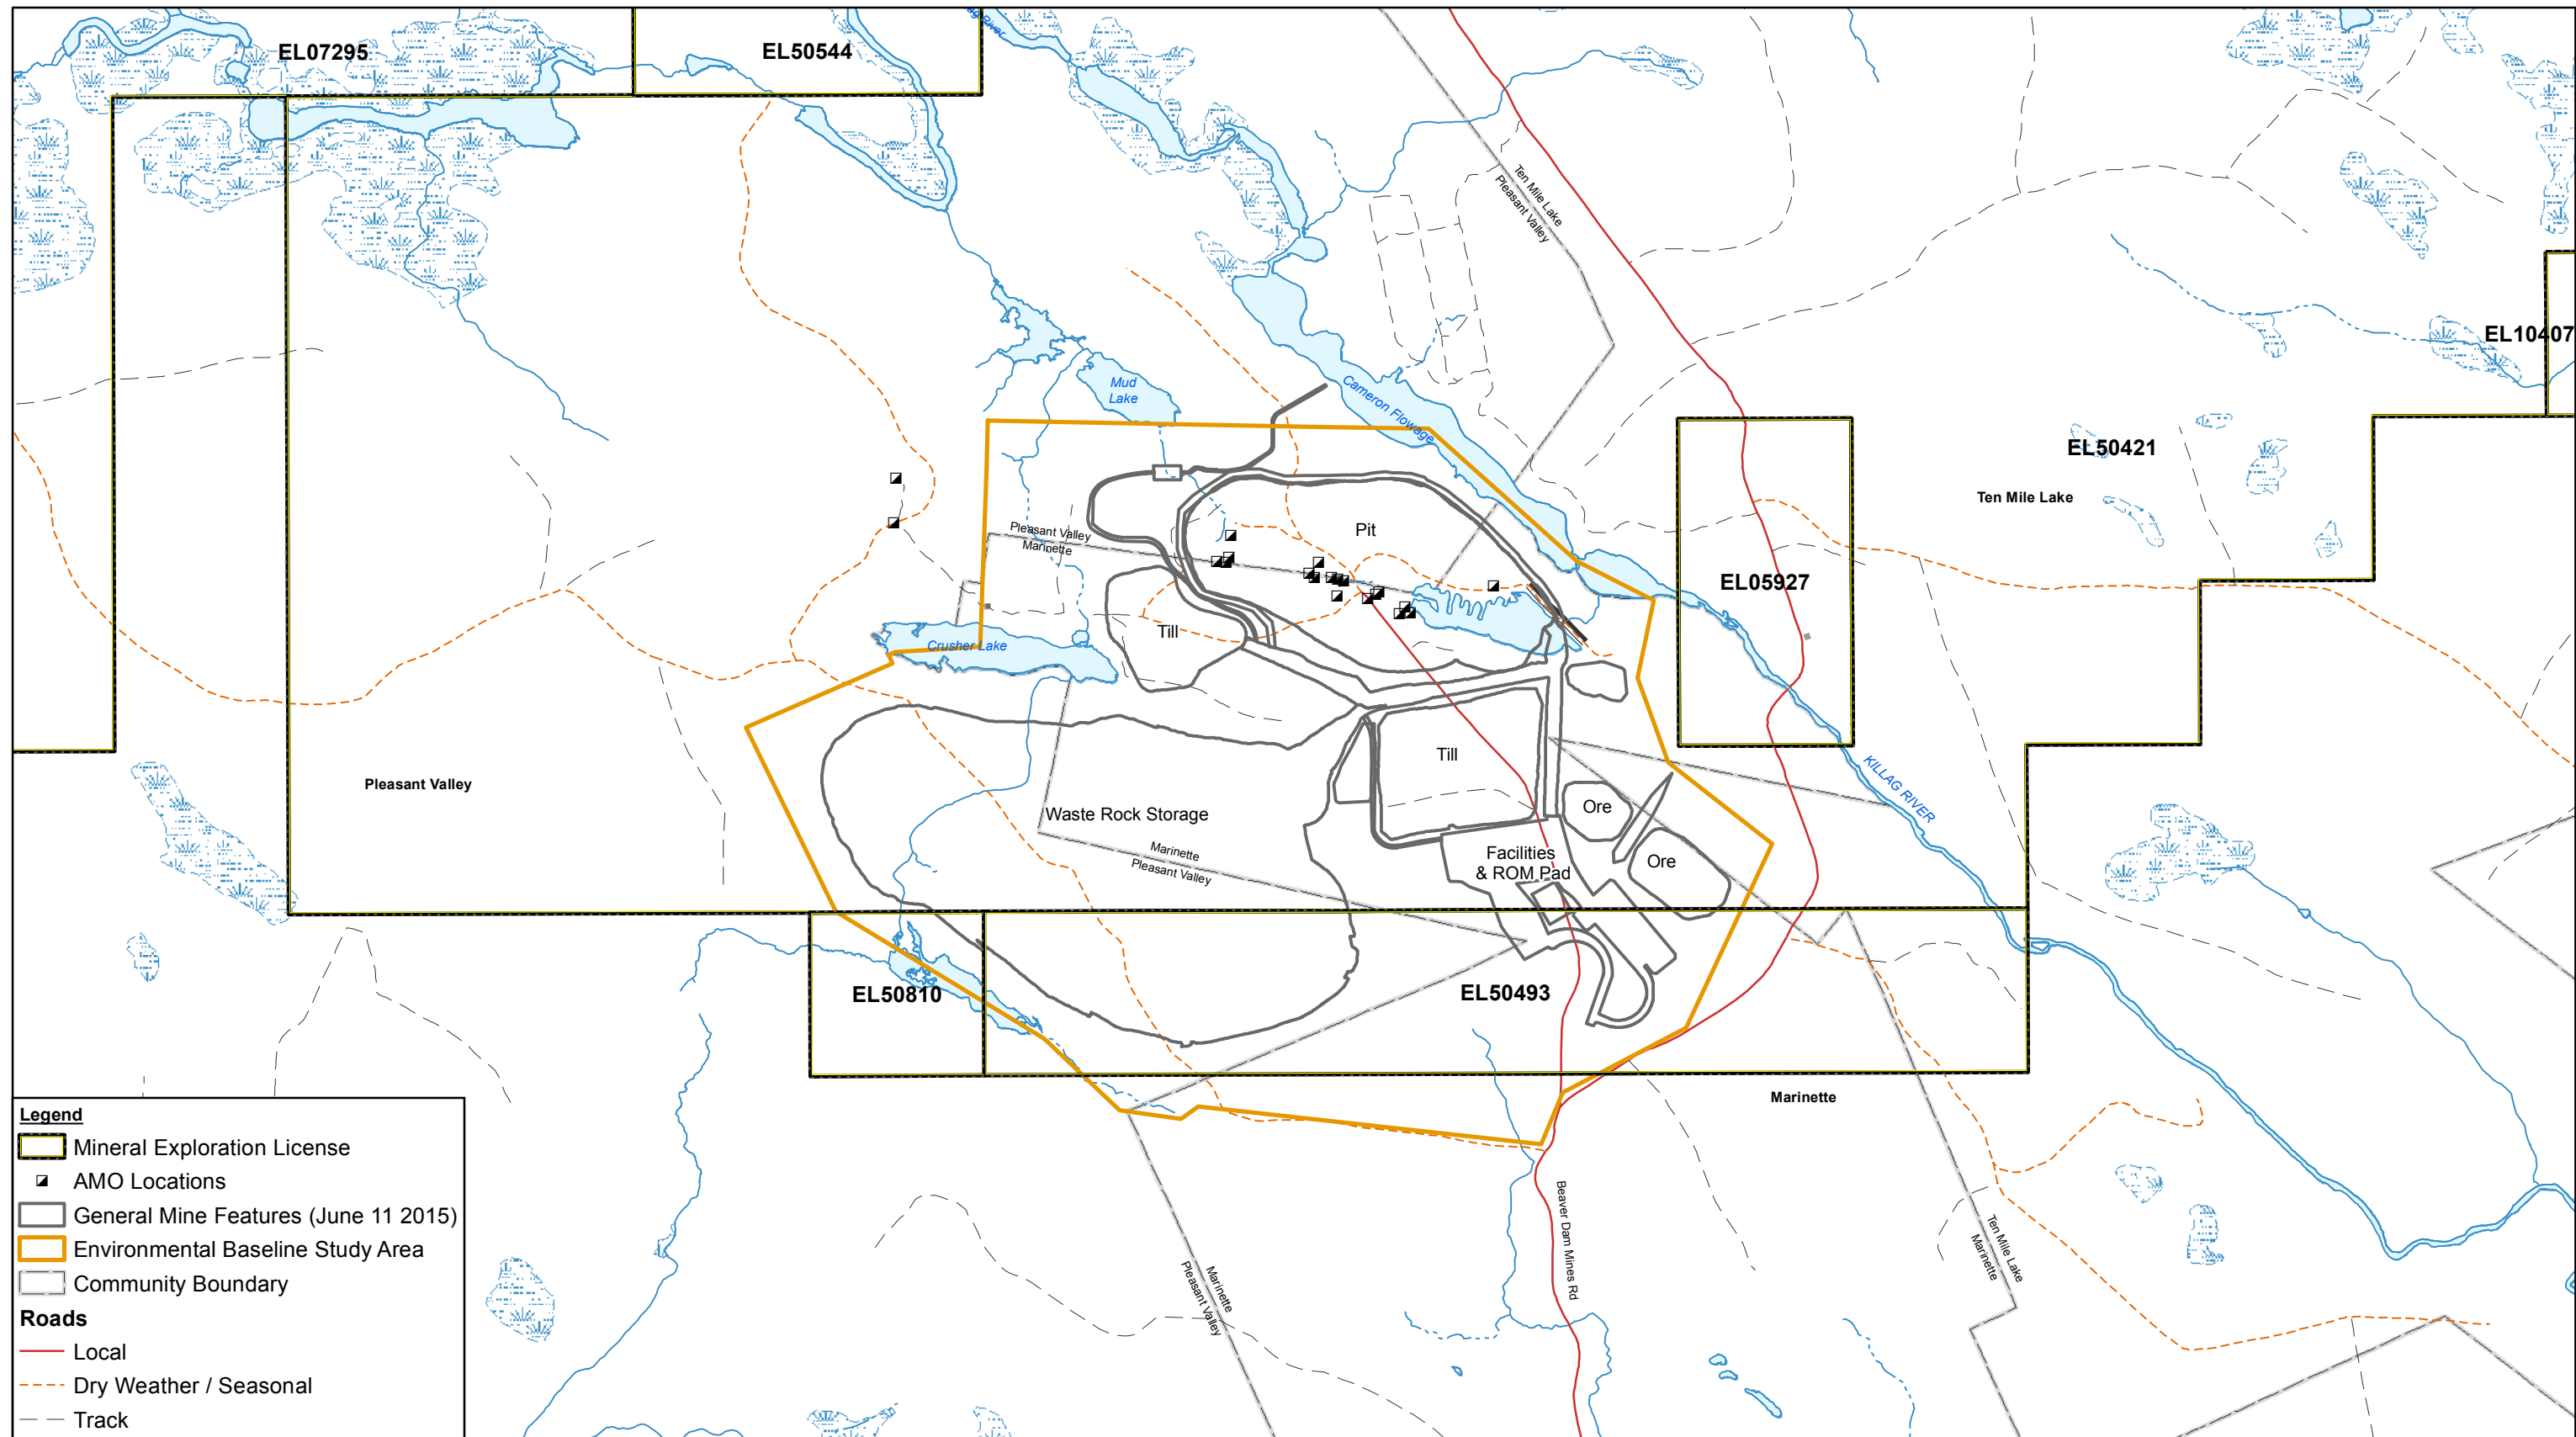 EL07295
EL50544
ag River
Ten Mile Lake
Pleasant Valley
EL10407
Mud
Lake
Cameron Flowage
EL50421
Ten Mile Lake
Pleasant Valley
Marinette
Pit
EL05927
Till
Crusher Lake
Till
Pleasant Valley
KILLAG RIVER
Waste Rock Storage
Ore
Marinette
Pleasant Valley
Facilities
& ROM Pad
Ore
EL50810
EL50493
Marinette
Beaver Dam Mines Rd
Ten Mile Lake
Marinette
Marinette
Pleasant Valley
Legend
Mineral Exploration License
AMO Locations
General Mine Features (June 11 2015)
Environmental Baseline Study Area
Community Boundary
Roads
Local
Dry Weather / Seasonal
Track